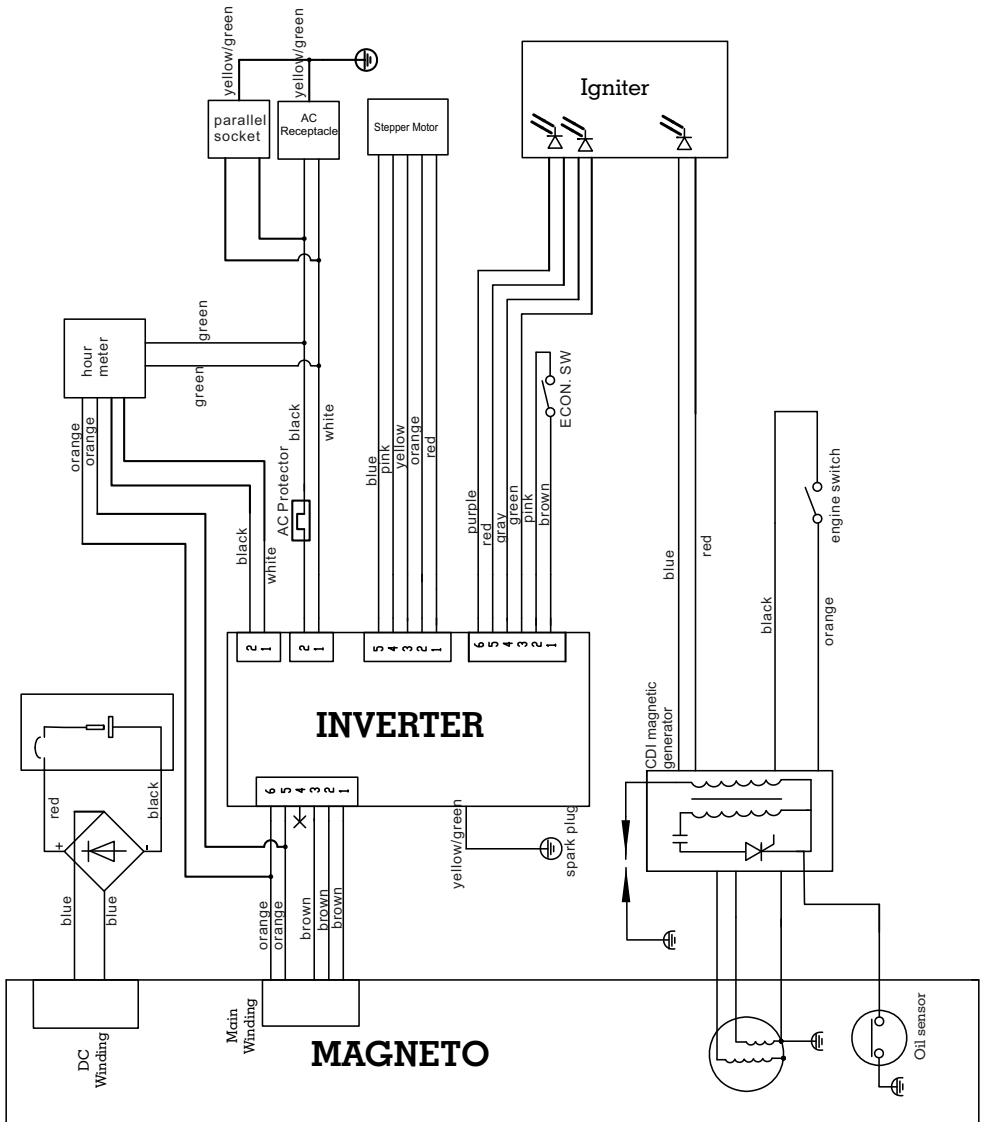 yellow/green
yellow/green
parallel
socket
AC
Receptacle
Stepper Motor
Igniter
hour
meter
green
green
orange
orange
black
white
AC Protector
black
white
blue
pink
yellow
orange
red
purple
red
gray
green
pink
brown
ECON. SW
blue
red
black
orange
engine switch
2
1
2
1
5
4
3
2
1
6
5
4
3
2
1
INVERTER
6
5
4
3
2
1
red
black
+
-
blue
blue
orange
orange
brown
brown
brown
yellow/green
spark plug
CDI magnetic
generator
DC
Winding
Main
Winding
MAGNETO
Oil sensor